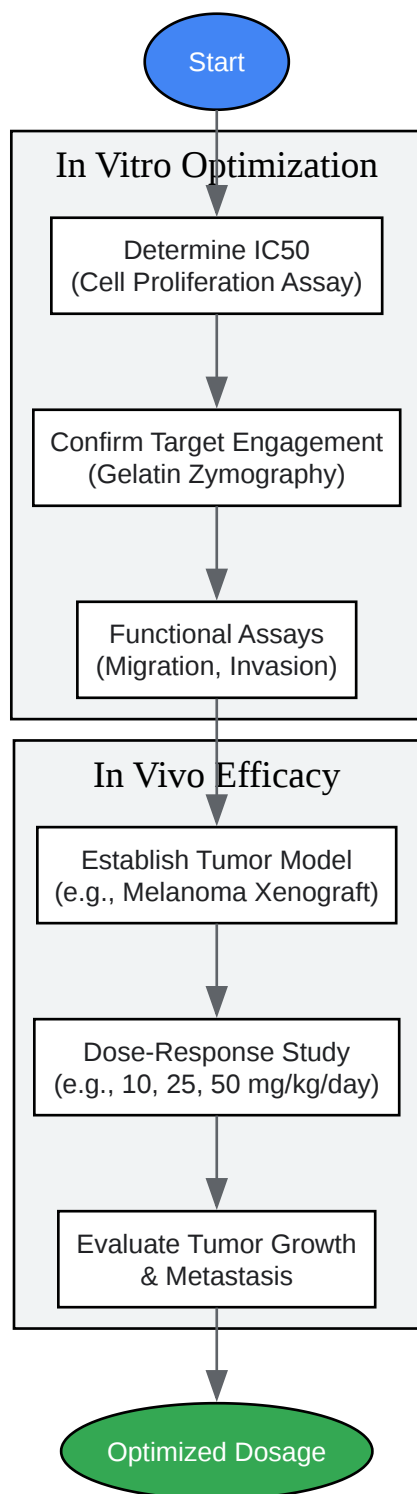 Start
In Vitro Optimization
Determine IC50
(Cell Proliferation Assay)
Confirm Target Engagement
(Gelatin Zymography)
Functional Assays
(Migration, Invasion)
In Vivo Efficacy
Establish Tumor Model
(e.g., Melanoma Xenograft)
Dose-Response Study
(e.g., 10, 25, 50 mg/kg/day)
Evaluate Tumor Growth
& Metastasis
Optimized Dosage